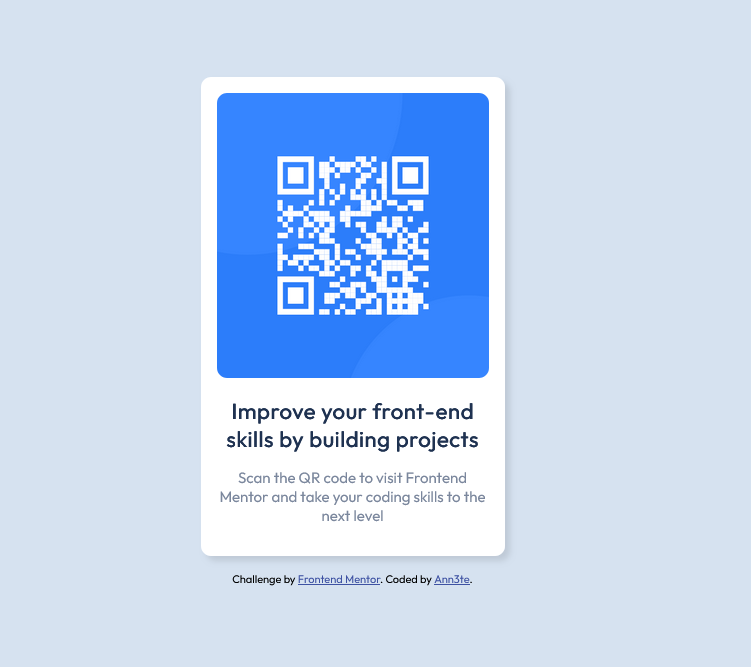 Improve your front-end
skills by building projects
Scan the QR code to visit Frontend
Mentor and take your coding skills to the
next level
Challenge by Frontend Mentor. Coded by Ann3te.